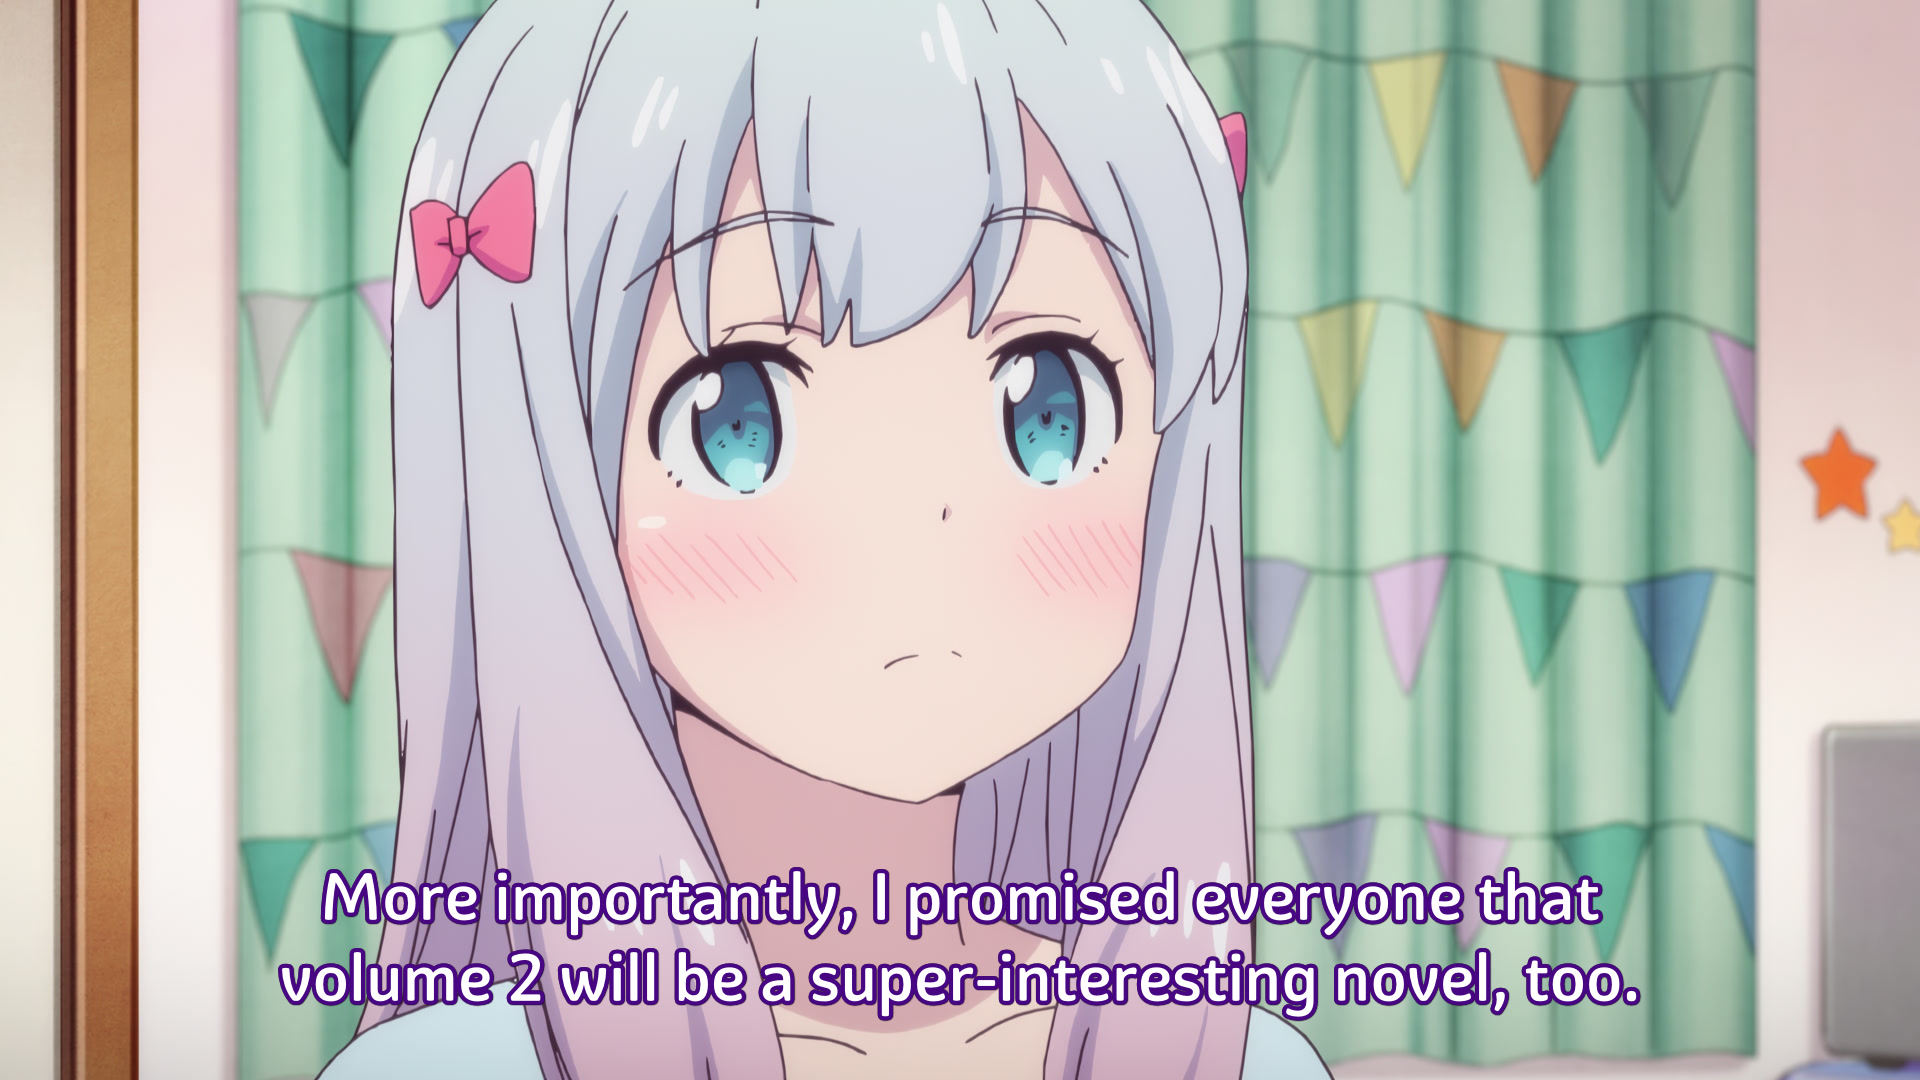 More importantly, I promised everyone that
volume 2 will be a super-interesting novel, too.